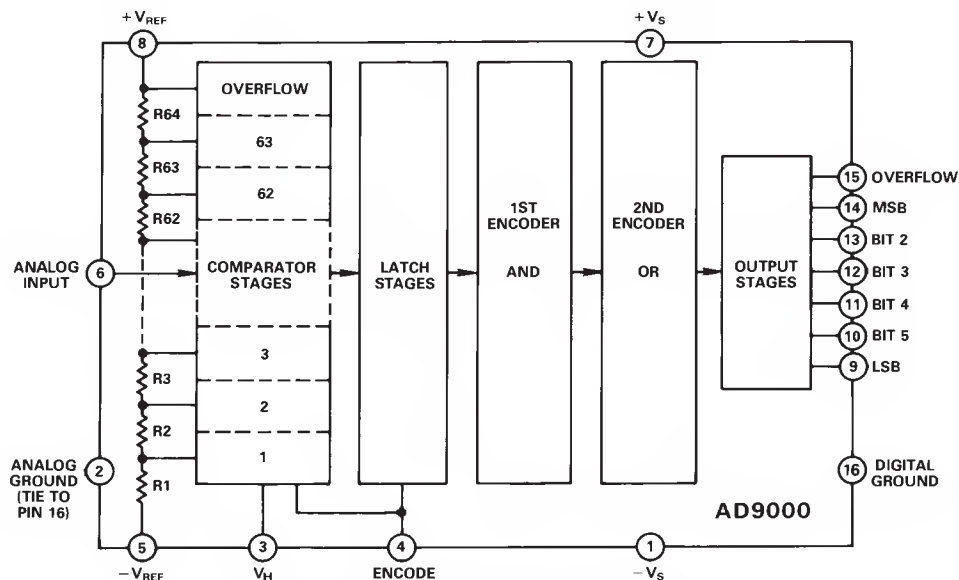 +VREF
+VS
8
7
OVERFLOW
R64
63
R63
62
R62
15 OVERFLOW
14 MSB
13 BIT 2
12 BIT 3
11 BIT 4
10 BIT 5
9 LSB
ANALOG
INPUT
6
COMPARATOR
STAGES
LATCH
STAGES
1ST
ENCODER
AND
2ND
ENCODER
OR
OUTPUT
STAGES
3
R3
2
R2
1
R1
ANALOG
GROUND
(TIE TO
PIN 16)
2
16
DIGITAL
GROUND
AD9000
5
3
4
1
−VREF
VH
ENCODE
−VS